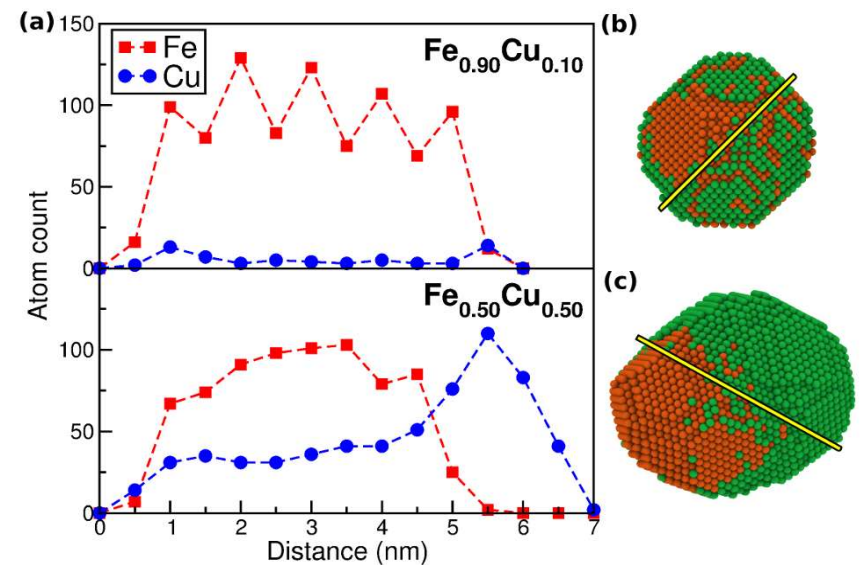 (a)
150
Fe
Cu
Fe0.90Cu0.10
(b)
100
50
0
Atom count
Fe0.50Cu0.50
(c)
100
50
0
0 1 2 3 4 5 6 7
Distance (nm)